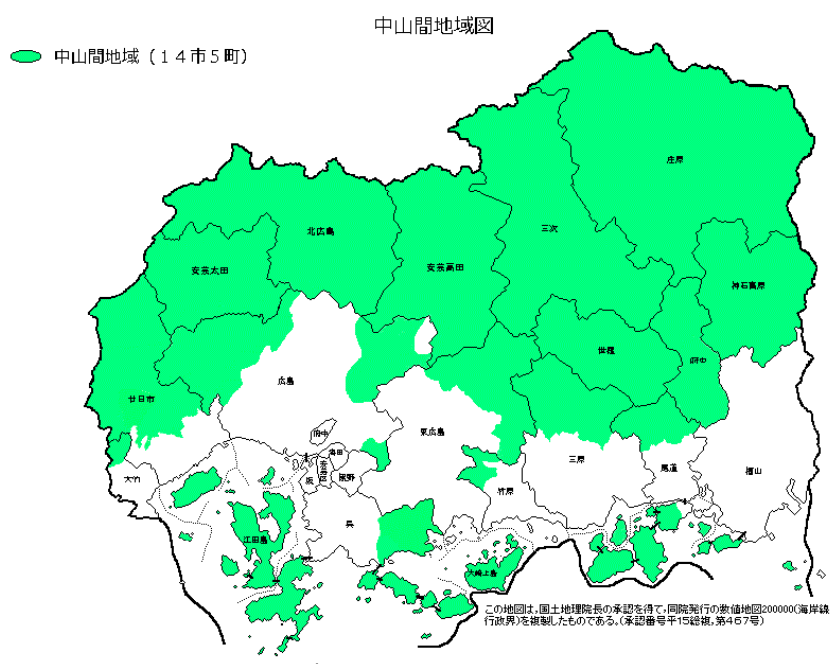 中山間地域図
中山間地域（１４市５町）
庄原
三次
北広島
安芸高田
安芸太田
神石高原
世羅
府中
廿日市
広島
東広島
府中
海田
安芸区
坂
熊野
大竹
呉
竹原
三原
尾道
福山
江田島
大崎上島
この地図は、国土地理院長の承認を得て、同院発行の数値地図200000(海岸線
行政界)を複製したものである。(承認番号平15総複、第467号)